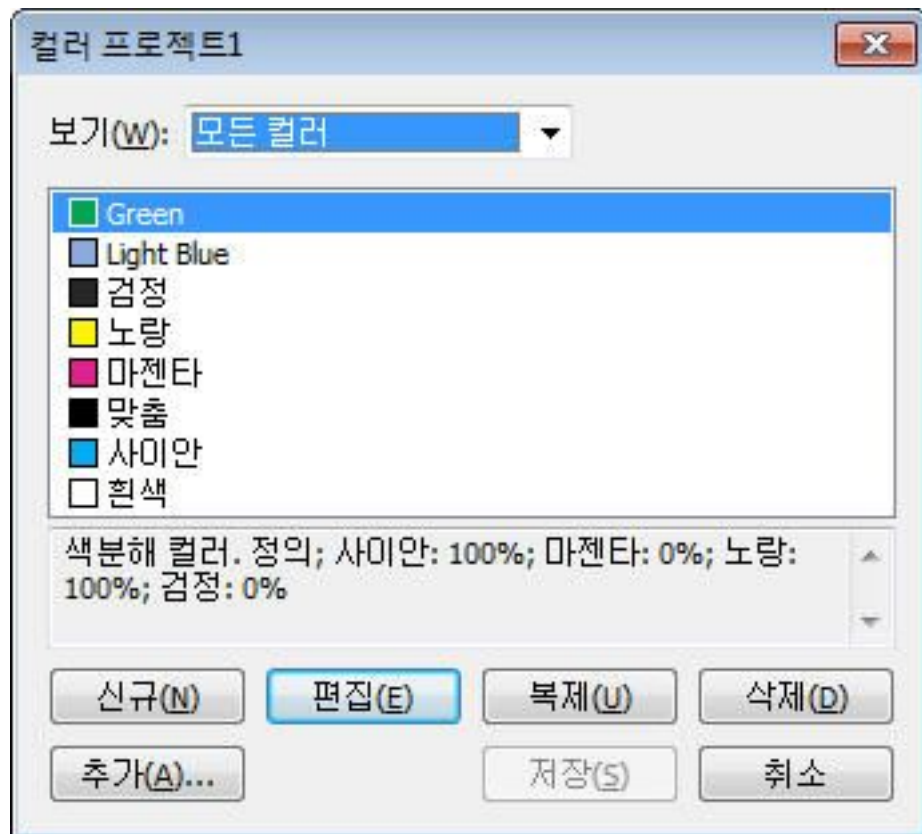 컬러 프로젝트1
보기(W): 모든 컬러
Green
Light Blue
검정
노랑
마젠타
맞춤
사이안
흰색
색분해 컬러. 정의; 사이안: 100%; 마젠타: 0%; 노랑:
100%; 검정: 0%
신규(N) 편집(E) 복제(U) 삭제(D)
추가(A)... 저장(S) 취소